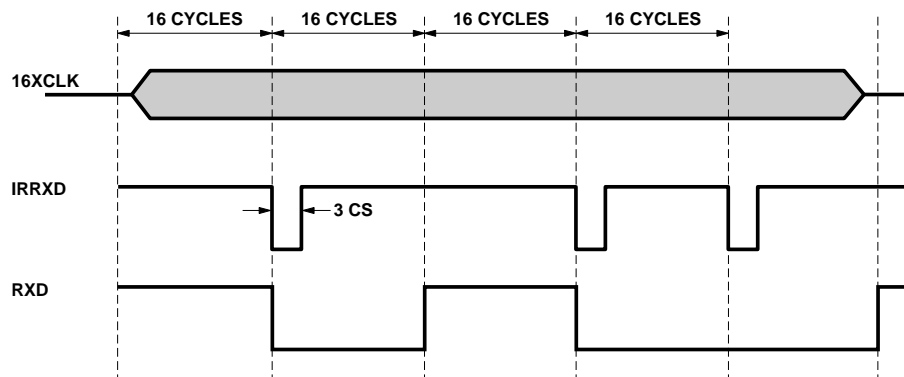 16 CYCLES 16 CYCLES 16 CYCLES 16 CYCLES
16XCLK
IRRXD
3 CS
RXD